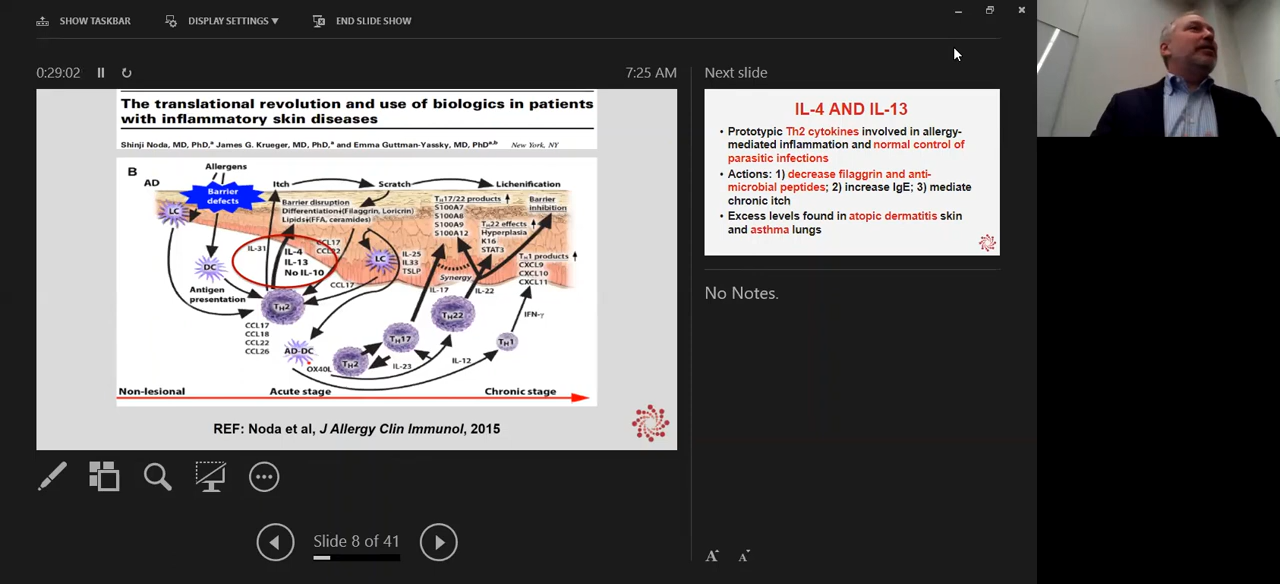 SHOW TASKBAR
DISPLAY SETTINGS ▼
END SLIDE SHOW
0:29:02
7:25 AM
The translational revolution and use of biologics in patients
with inflammatory skin diseases
Shinji Noda, MD, PhD,ª James G. Krueger, MD, PhD,ª and Emma Guttman-Yassky, MD, PhDª,ᵇ New York, NY
B
AD
Allergens
Barrier
defects
Itch
Scratch
Lichenification
Barrier disruption
Differentiation↓(Filaggrin, Loricrin)
Lipids↓(FFA, ceramides)
TH17/22 products ↑
S100A7
S100A8
S100A9
S100A12
Barrier
inhibition
TH22 effects ↑
Hyperplasia
K16
STAT3
LC
IL-31
IL-4
IL-13
No IL-10
CCL17
CCL22
LC
IL-25
IL33
TSLP
TH1 products ↑
CXCL9
CXCL10
CXCL11
DC
Antigen
presentation
CCL17
Synergy
IL-17
IL-22
TH2
TH22
IFN-γ
CCL17
CCL18
CCL22
CCL26
AD-DC
OX40L
TH2
TH17
IL-23
IL-12
TH1
Non-lesional
Acute stage
Chronic stage
REF: Noda et al, J Allergy Clin Immunol, 2015
Slide 8 of 41
Next slide
IL-4 AND IL-13
• Prototypic Th2 cytokines involved in allergy-
mediated inflammation and normal control of
parasitic infections
• Actions: 1) decrease filaggrin and anti-
microbial peptides; 2) increase IgE; 3) mediate
chronic itch
• Excess levels found in atopic dermatitis skin
and asthma lungs
No Notes.
A
A